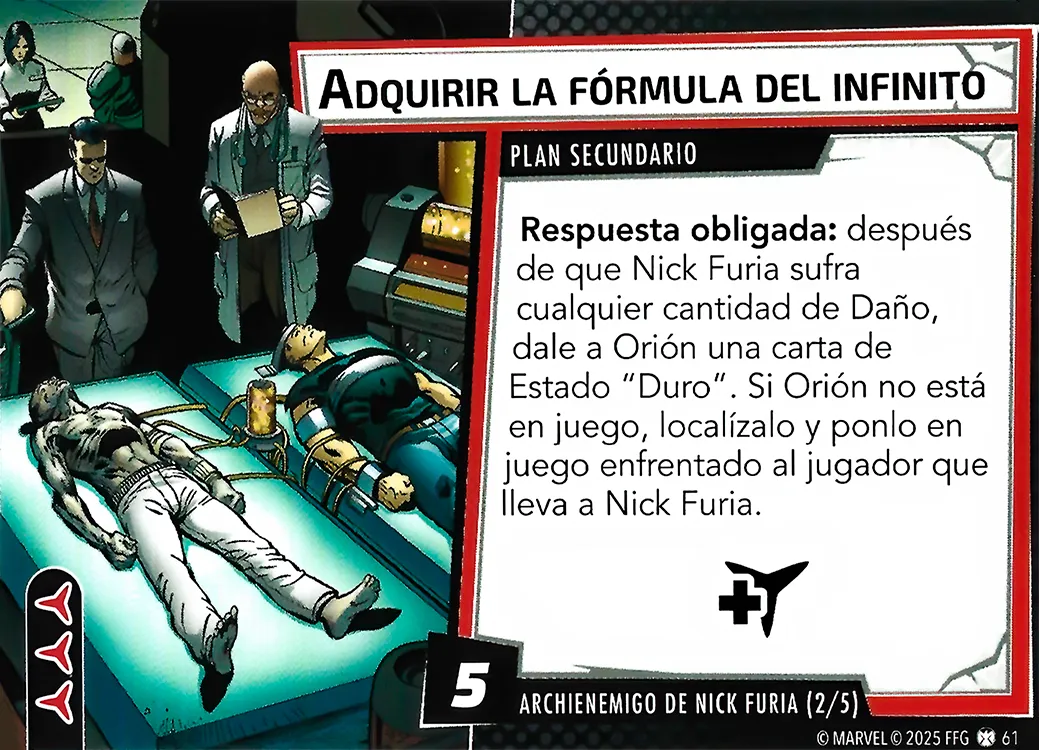 ADQUIRIR LA FÓRMULA DEL INFINITO
PLAN SECUNDARIO
Respuesta obligada: después
de que Nick Furia sufra
cualquier cantidad de Daño,
dale a Orión una carta de
Estado “Duro”. Si Orión no está
en juego, localízalo y ponlo en
juego enfrentado al jugador que
lleva a Nick Furia.
5
ARCHIENEMIGO DE NICK FURIA (2/5)
© MARVEL © 2025 FFG 61